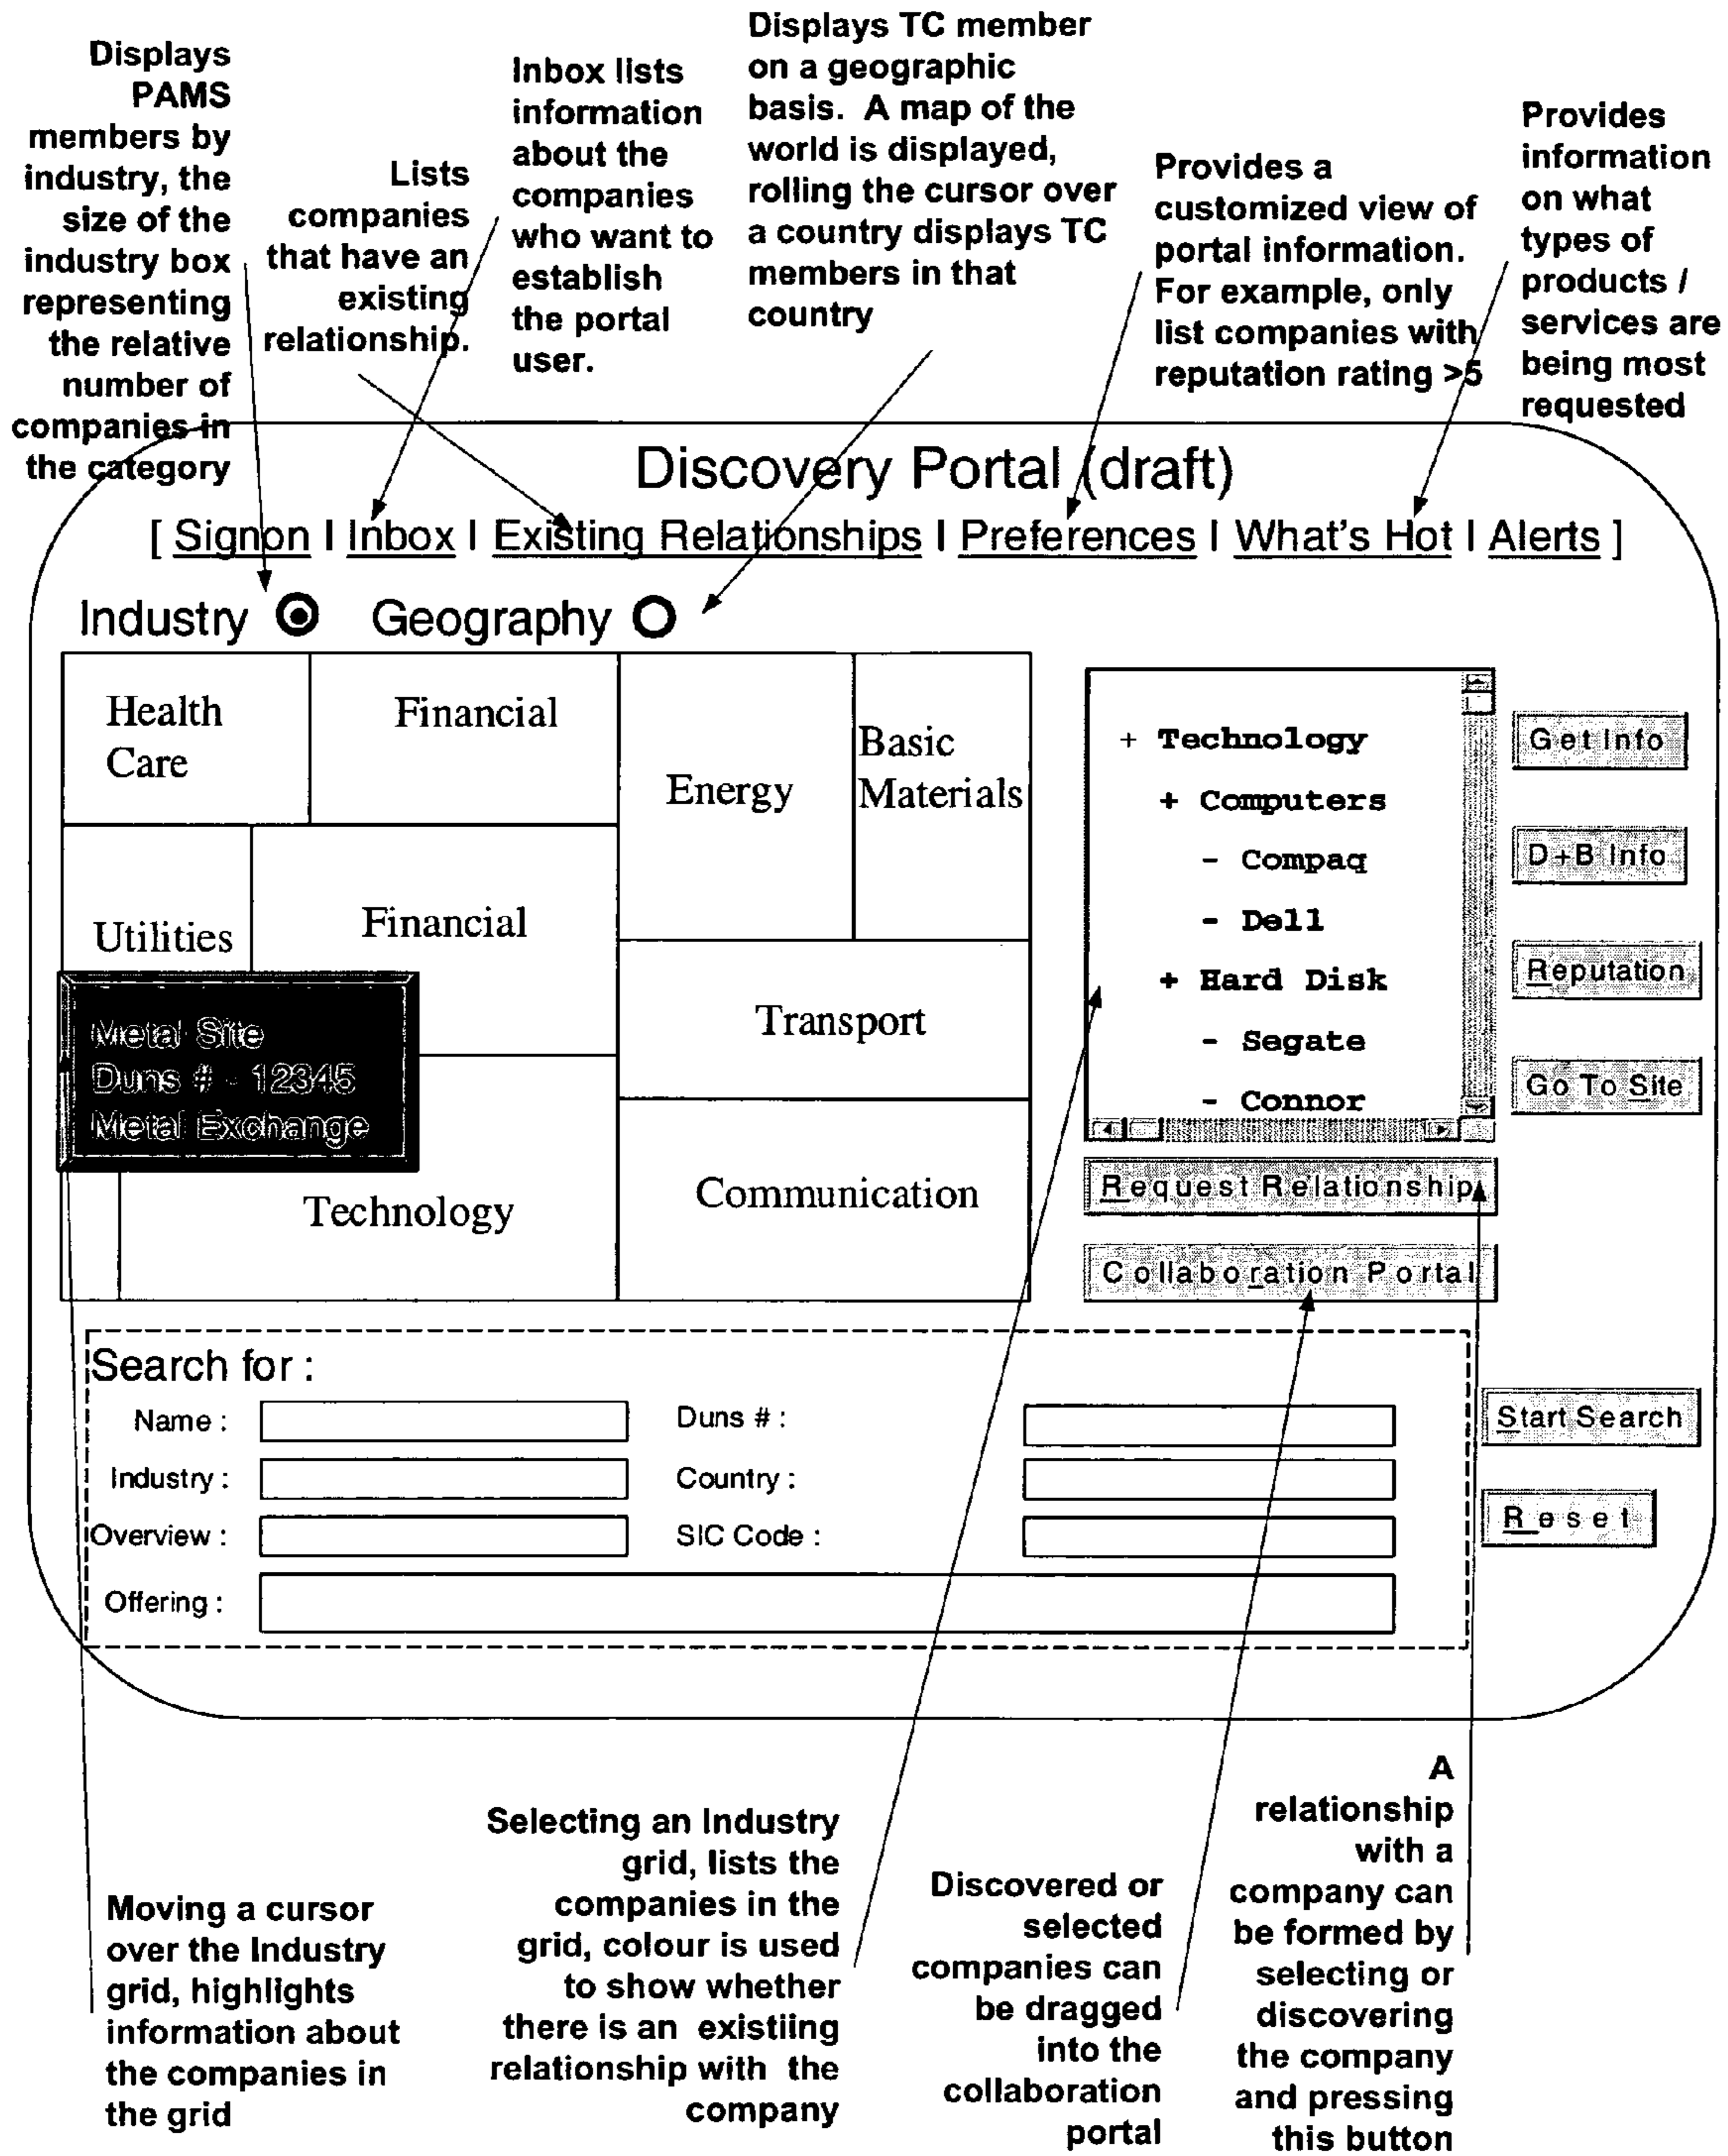 Displays
PAMS
members by
industry, the
size of the
industry box
representing
the relative
number of
companies in
the category
Lists
companies
that have an
existing
relationship.
Inbox lists
information
about the
companies
who want to
establish
the portal
user.
Displays TC member
on a geographic
basis. A map of the
world is displayed,
rolling the cursor over
a country displays TC
members in that
country
Provides a
customized view of
portal information.
For example, only
list companies with
reputation rating >5
Provides
information
on what
types of
products /
services are
being most
requested
Discovery Portal (draft)
[ Signon | Inbox | Existing Relationships | Preferences | What's Hot | Alerts ]
Industry Geography
Health
Care
Financial
Energy
Basic
Materials
Utilities
Financial
Transport
Metal Site
Duns # - 12345
Metal Exchange
Technology
Communication
+ Technology
+ Computers
- Compaq
- Dell
+ Hard Disk
- Segate
- Connor
Get Info
D+B Info
Reputation
Go To Site
Request Relationship
Collaboration Portal
Search for :
Name : Duns # :
Industry : Country :
Overview : SIC Code :
Offering :
Start Search
Reset
Moving a cursor
over the Industry
grid, highlights
information about
the companies in
the grid
Selecting an Industry
grid, lists the
companies in the
grid, colour is used
to show whether
there is an existiing
relationship with the
company
Discovered or
selected
companies can
be dragged
into the
collaboration
portal
A
relationship
with a
company can
be formed by
selecting or
discovering
the company
and pressing
this button